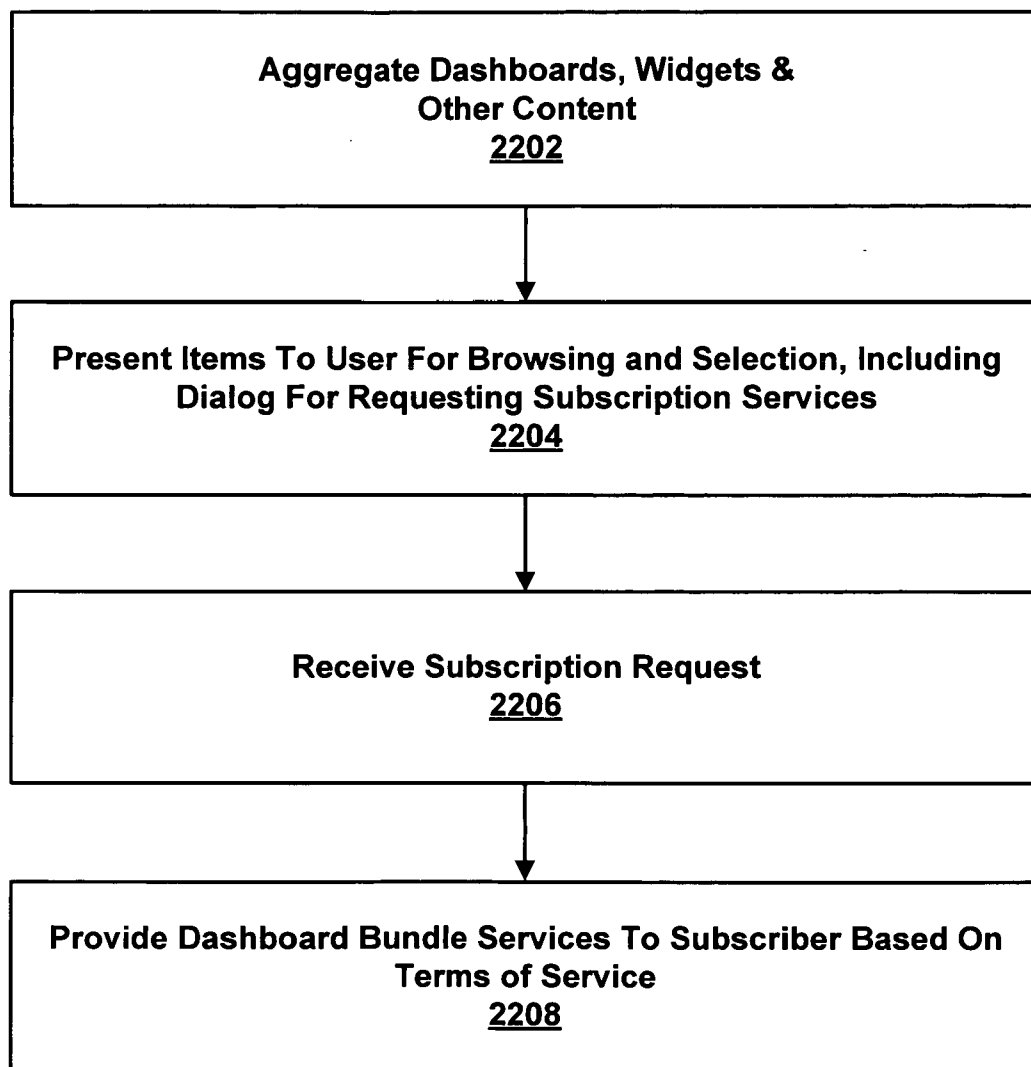 Aggregate Dashboards, Widgets &
Other Content
2202
Present Items To User For Browsing and Selection, Including
Dialog For Requesting Subscription Services
2204
Receive Subscription Request
2206
Provide Dashboard Bundle Services To Subscriber Based On
Terms of Service
2208